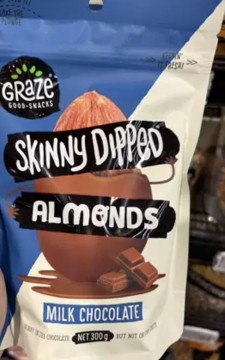 GRAZE
GOOD-SNACKS
SKINNY DIPPED
ALMONDS
MILK CHOCOLATE
NET 300g